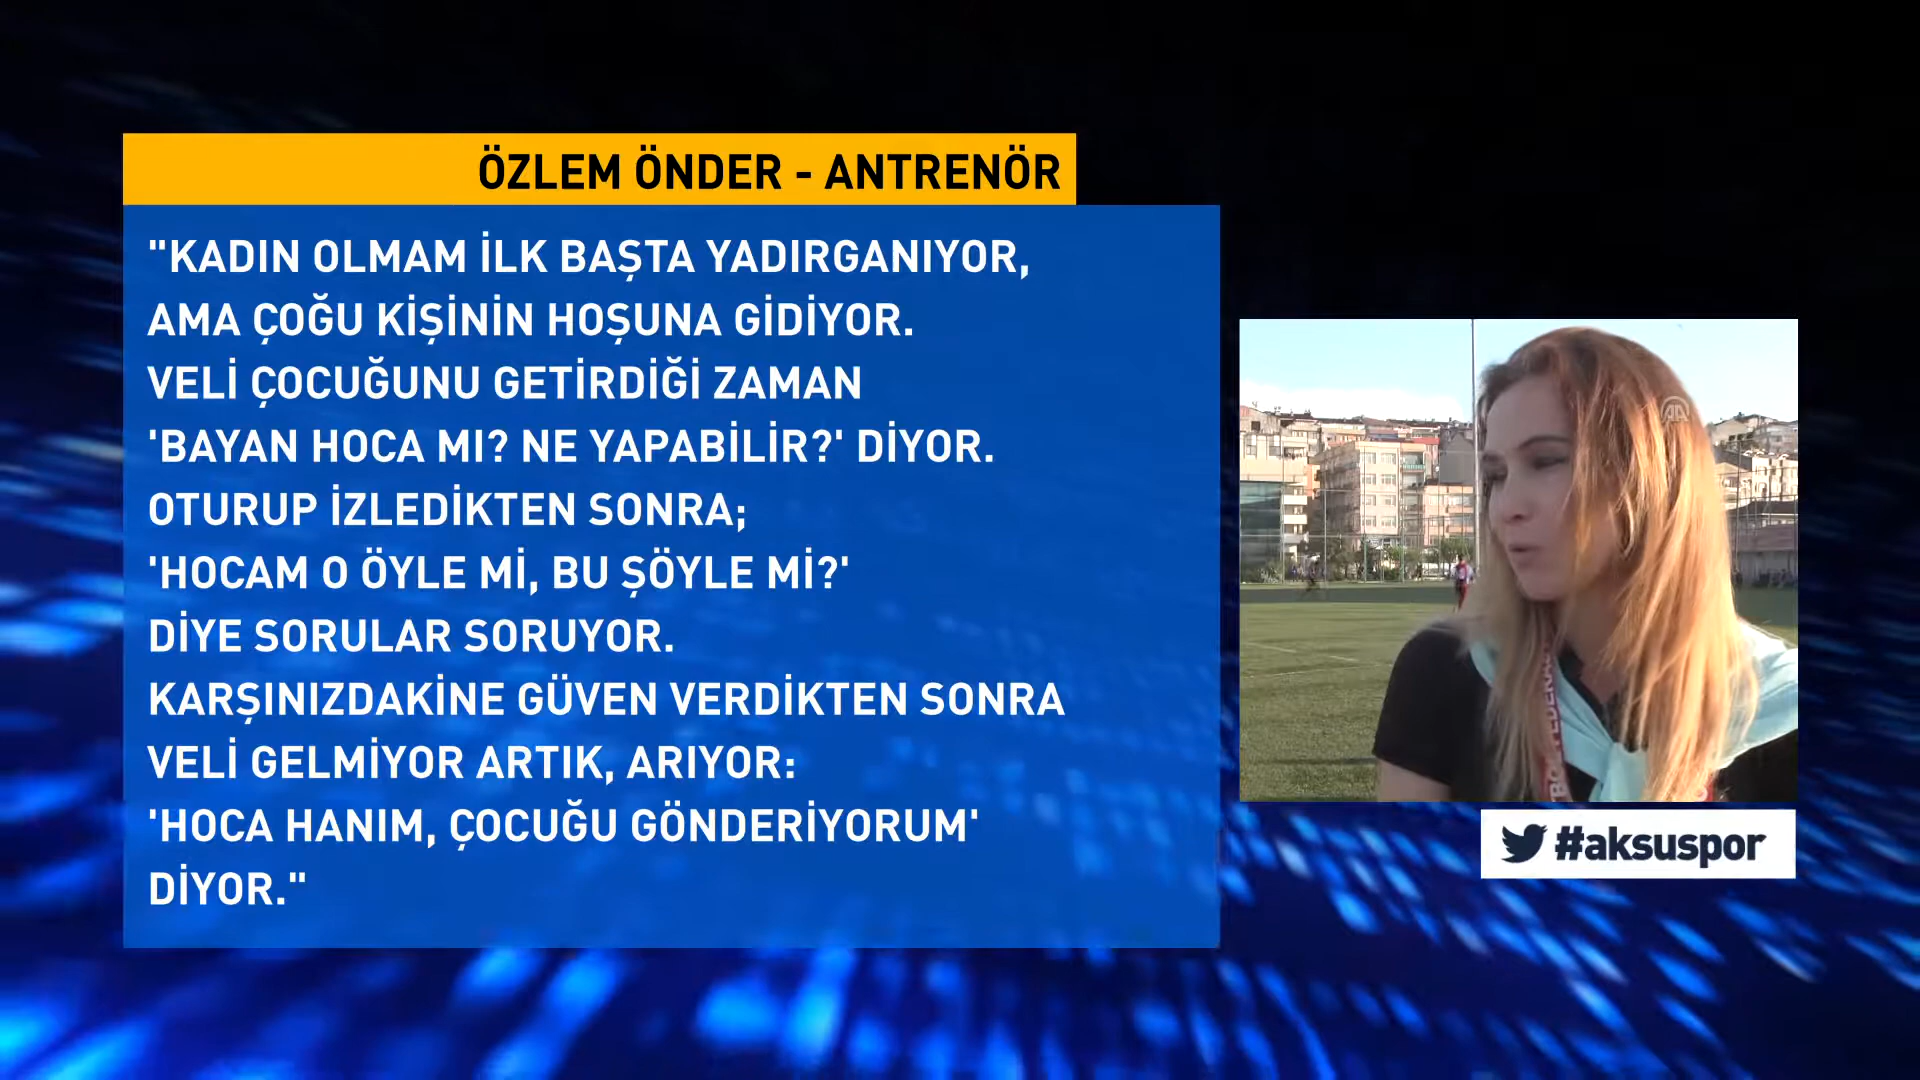 ÖZLEM ÖNDER - ANTRENÖR
"KADIN OLMAM İLK BAŞTA YADIRGANIYOR,
AMA ÇOĞU KİŞİNİN HOŞUNA GİDİYOR.
VELİ ÇOCUĞUNU GETİRDİĞİ ZAMAN
'BAYAN HOCA MI? NE YAPABİLİR?' DİYOR.
OTURUP İZLEDİKTEN SONRA;
'HOCAM O ÖYLE Mİ, BU ŞÖYLE Mİ?'
DİYE SORULAR SORUYOR.
KARŞINIZDAKİNE GÜVEN VERDİKTEN SONRA
VELİ GELMİYOR ARTIK, ARIYOR:
'HOCA HANIM, ÇOCUĞU GÖNDERİYORUM'
DİYOR."
AA
#aksuspor